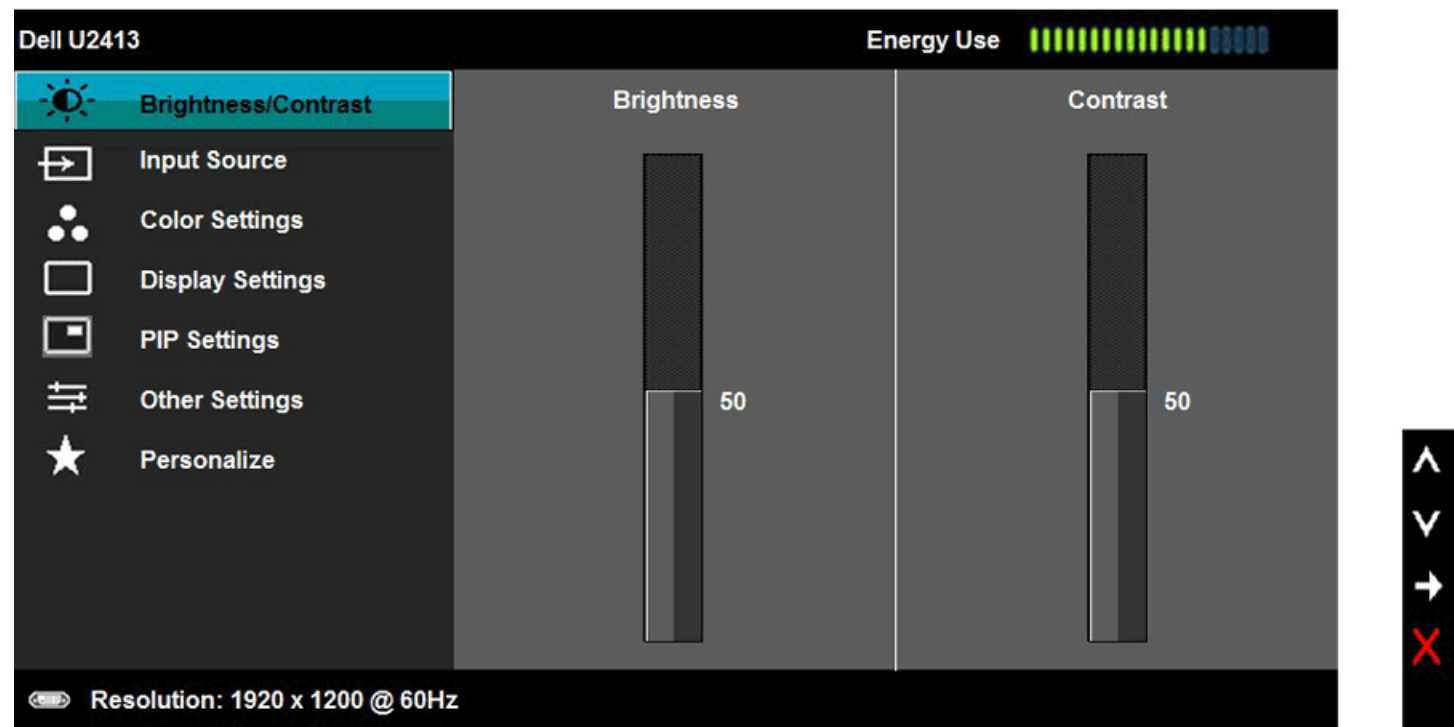 Dell U2413
Energy Use
Brightness/Contrast
Input Source
Color Settings
Display Settings
PIP Settings
Other Settings
Personalize
Brightness
50
Contrast
50
Resolution: 1920 x 1200 @ 60Hz